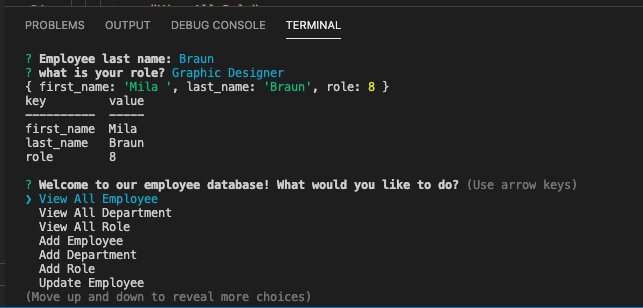 PROBLEMS OUTPUT DEBUG CONSOLE TERMINAL
? Employee last name: Braun
? what is your role? Graphic Designer
{ first_name: 'Mila ', last_name: 'Braun', role: 8 }
key         value
----------  -----
first_name  Mila
last_name   Braun
role        8
? Welcome to our employee database! What would you like to do? (Use arrow keys)
❯ View All Employee
  View All Department
  View All Role
  Add Employee
  Add Department
  Add Role
  Update Employee
(Move up and down to reveal more choices)